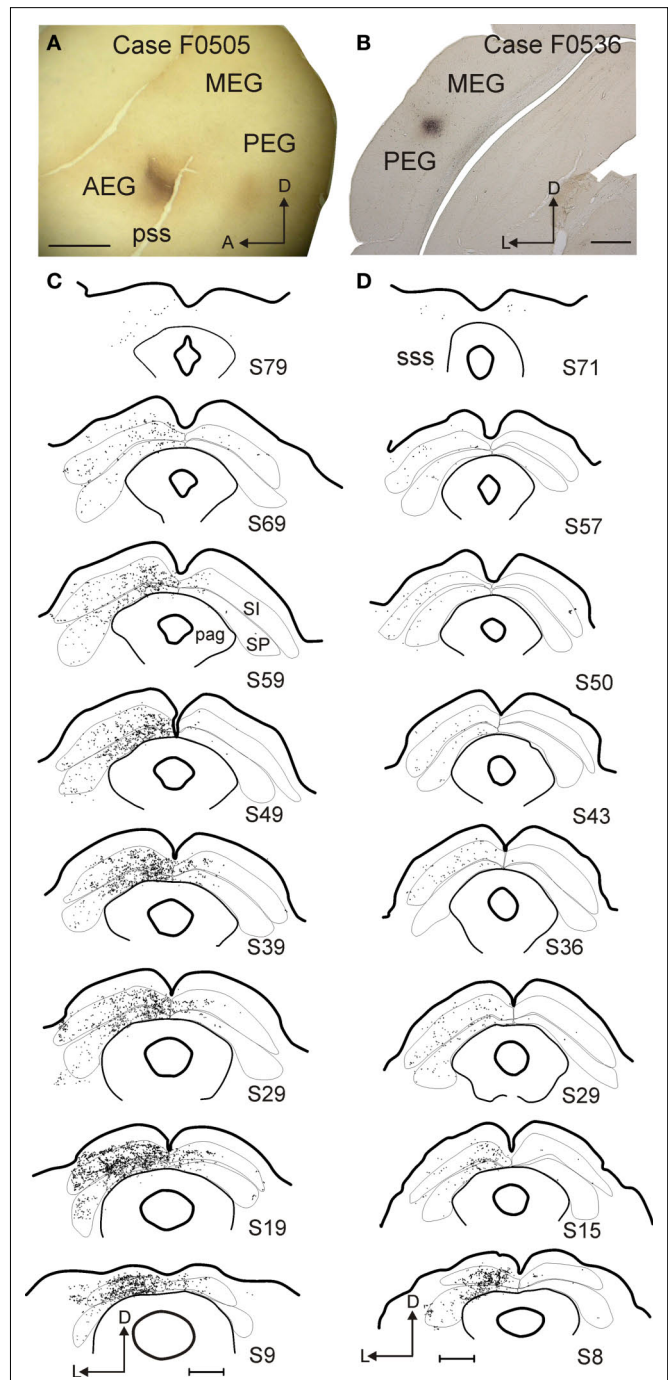 A Case F0505
MEG
PEG
AEG
D
pss
A
B Case F0536
MEG
PEG
D
L
C
S79
S69
SI
pag
SP
S59
S49
S39
S29
S19
D
L
S9
D
sss
S71
S57
S50
S43
S36
S29
S15
D
L
S8